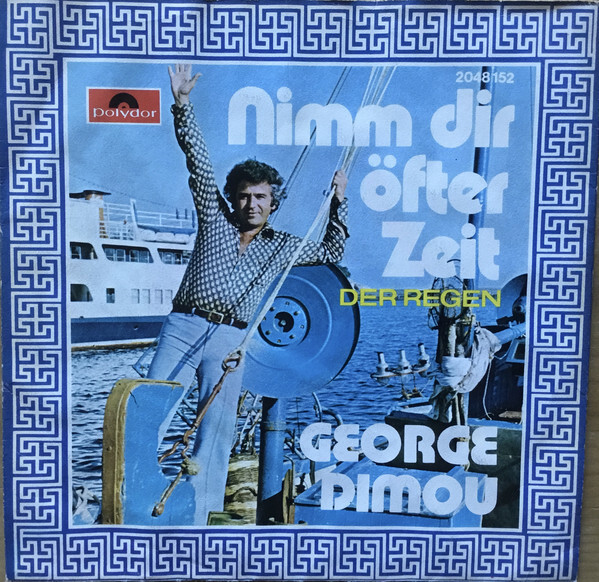 2048 152
polydor
Nimm dir
öfter
Zeit
DER REGEN
GEORGE
DIMOU